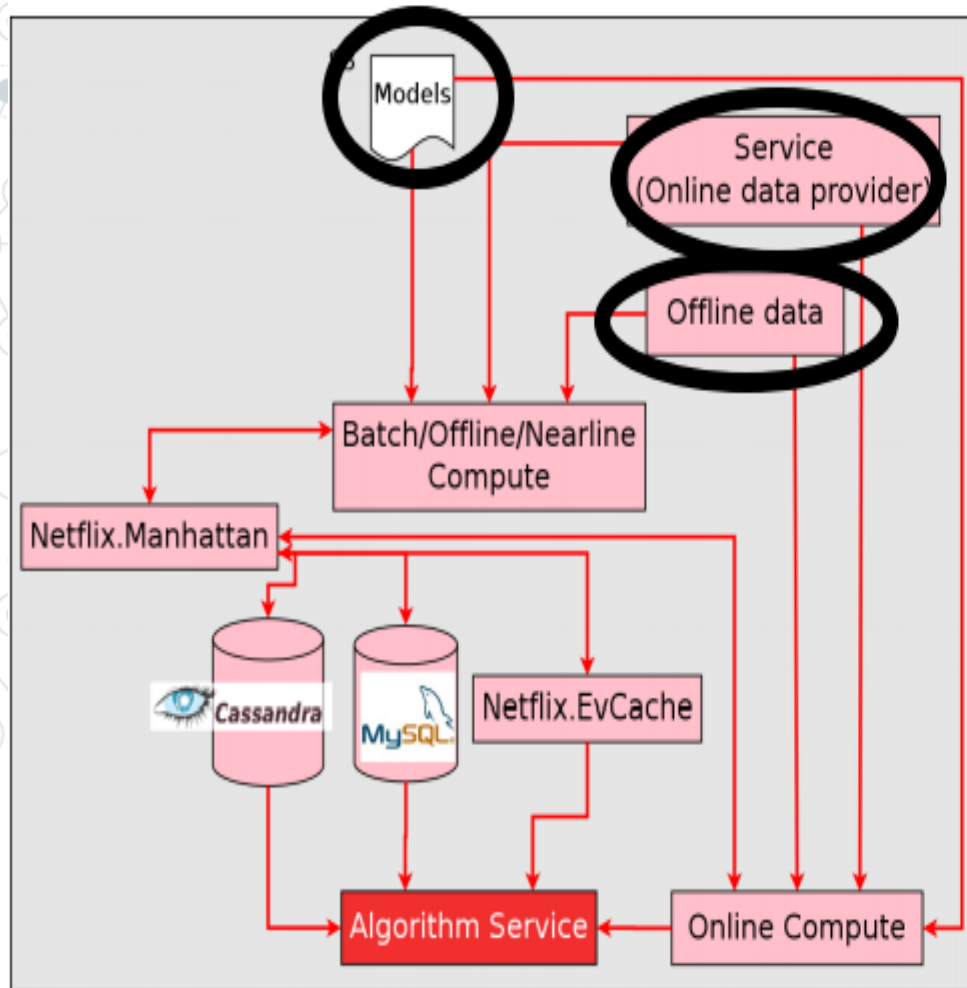 Models
Service
(Online data provider)
Offline data
Batch/Offline/Nearline
Compute
Netflix.Manhattan
Cassandra
MySQL
Netflix.EvCache
Algorithm Service
Online Compute